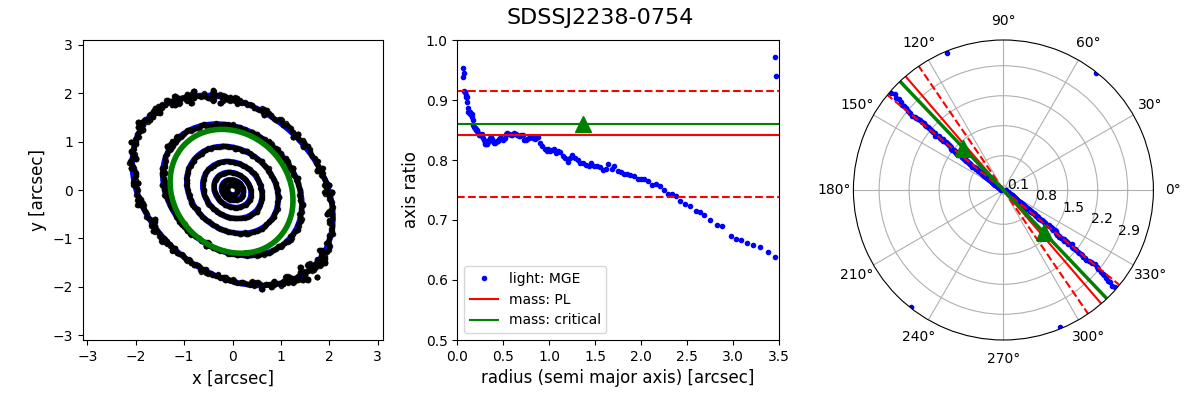 SDSSJ2238-0754
3
2
1
0
−1
−2
−3
−3 −2 −1 0 1 2 3
x [arcsec]
y [arcsec]
1.0
0.9
0.8
0.7
0.6
0.5
0.0 0.5 1.0 1.5 2.0 2.5 3.0 3.5
radius (semi major axis) [arcsec]
axis ratio
light: MGE
mass: PL
mass: critical
90°
120° 60°
150° 30°
180° 0°
210° 330°
240° 300°
270°
0.1
0.8
1.5
2.2
2.9